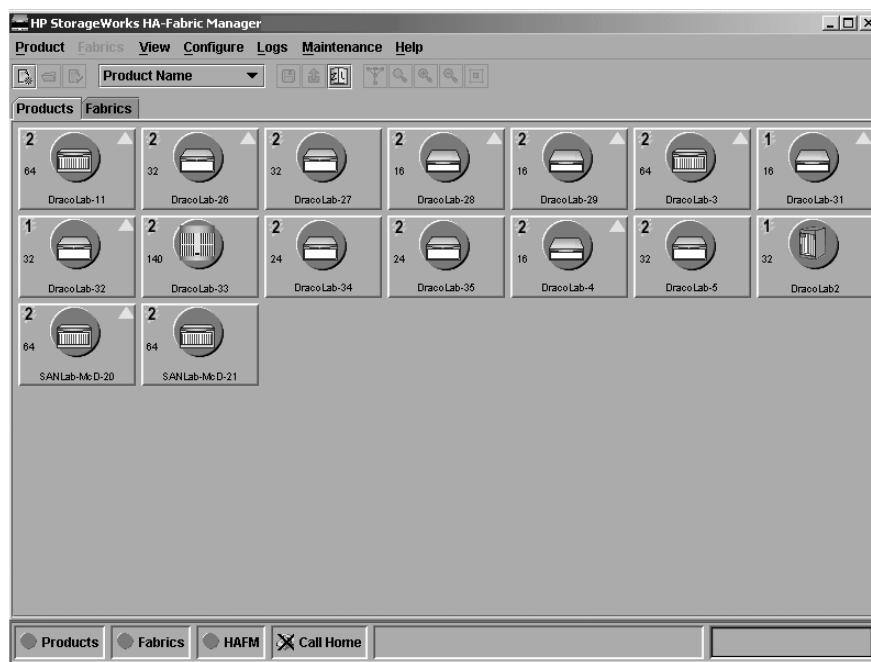 HP StorageWorks HA-Fabric Manager
Product Fabrics View Configure Logs Maintenance Help
Product Name
Products Fabrics
2 64 DracoLab-11
2 32 DracoLab-26
2 32 DracoLab-27
2 16 DracoLab-28
2 16 DracoLab-29
2 64 DracoLab-3
1 16 DracoLab-31
1 32 DracoLab-32
2 140 DracoLab-33
2 24 DracoLab-34
2 24 DracoLab-35
2 16 DracoLab-4
2 32 DracoLab-5
1 32 DracoLab2
2 64 SANLab-McD-20
2 64 SANLab-McD-21
Products Fabrics HAFM Call Home